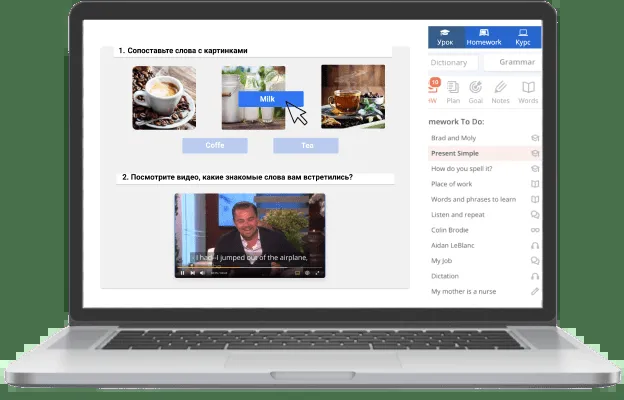 1. Сопоставьте слова с картинками
Milk
Coffe
Teo
2. Посмотрите видео, какие знакомые слова вам встретились?
I had--I jumped out of the airplane,
Урок
Homework
Курс
Dictionary
Grammar
10
HW
Plan
Goal
Notes
Words
mework To Do:
Brad and Moly
Present Simple
How do you spell it?
Place of work
Words and phrases to learn
Listen and repeat
Colin Brodie
Aidan LeBlanc
My Job
Dictation
My mother is a nurse